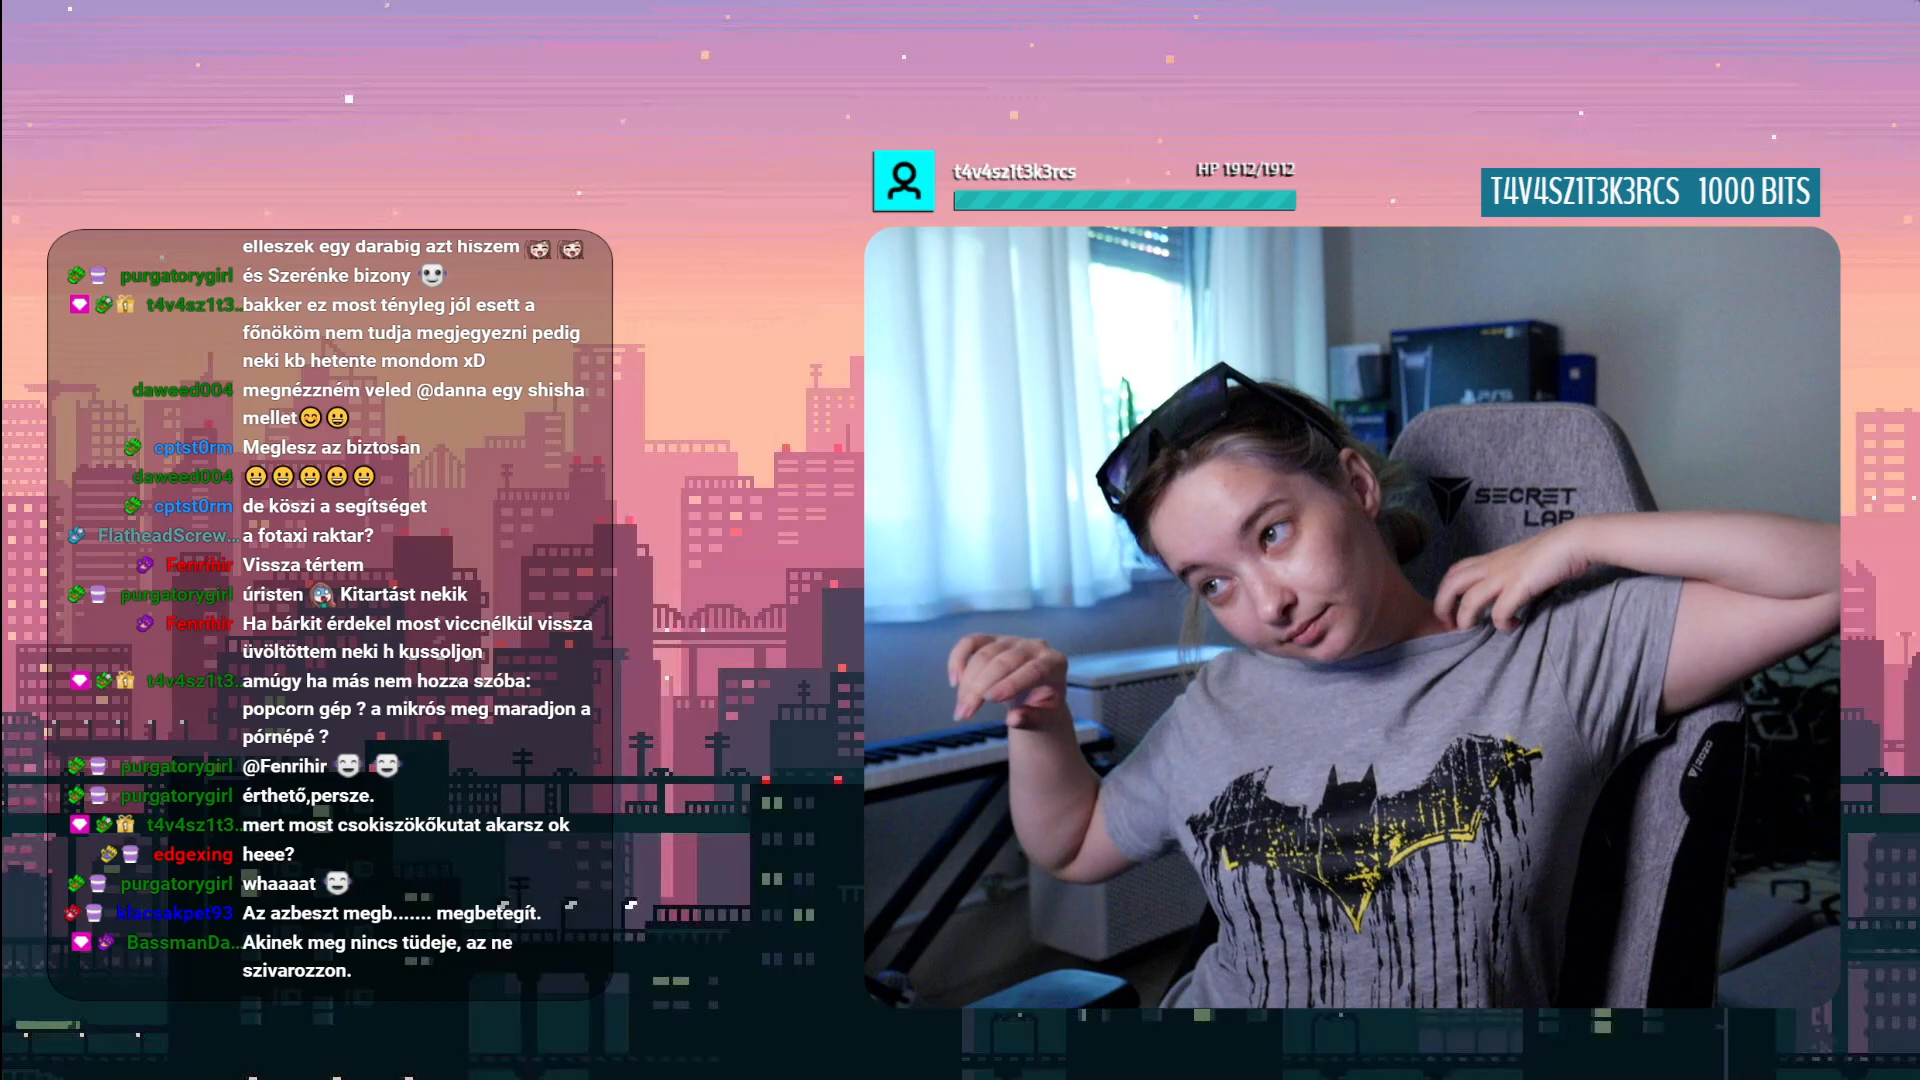 t4v4sz1t3k3rcs HP 1912/1912
T4V4SZ1T3K3RCS 1000 BITS
elleszek egy darabig azt hiszem
purgatorygirl és Szerénke bizony
t4v4sz1t3... bakker ez most tényleg jól esett a
főnököm nem tudja megjegyezni pedig
neki kb hetente mondom xD
daweed004 megnézzném veled @danna egy shisha
mellet😊😀
cptst0rm Meglesz az biztosan
daweed004 😀😀😀😀😀
cptst0rm de köszi a segítséget
FlatheadScrew... a fotaxi raktar?
Fenrihir Vissza tértem
purgatorygirl úristen Kitartást nekik
Fenrihir Ha bárkit érdekel most viccnélkül vissza
üvöltöttem neki h kussoljon
t4v4sz1t3... amúgy ha más nem hozza szóba:
popcorn gép ? a mikrós meg maradjon a
pórnépé ?
purgatorygirl @Fenrihir
purgatorygirl érthető,persze.
t4v4sz1t3... mert most csokiszökőkutat akarsz ok
edgexing heee?
purgatorygirl whaaaat
klacsakpet93 Az azbeszt megb....... megbetegít.
BassmanDa... Akinek meg nincs tüdeje, az ne
szivarozzon.
PS5
SECRET
LAB
2020